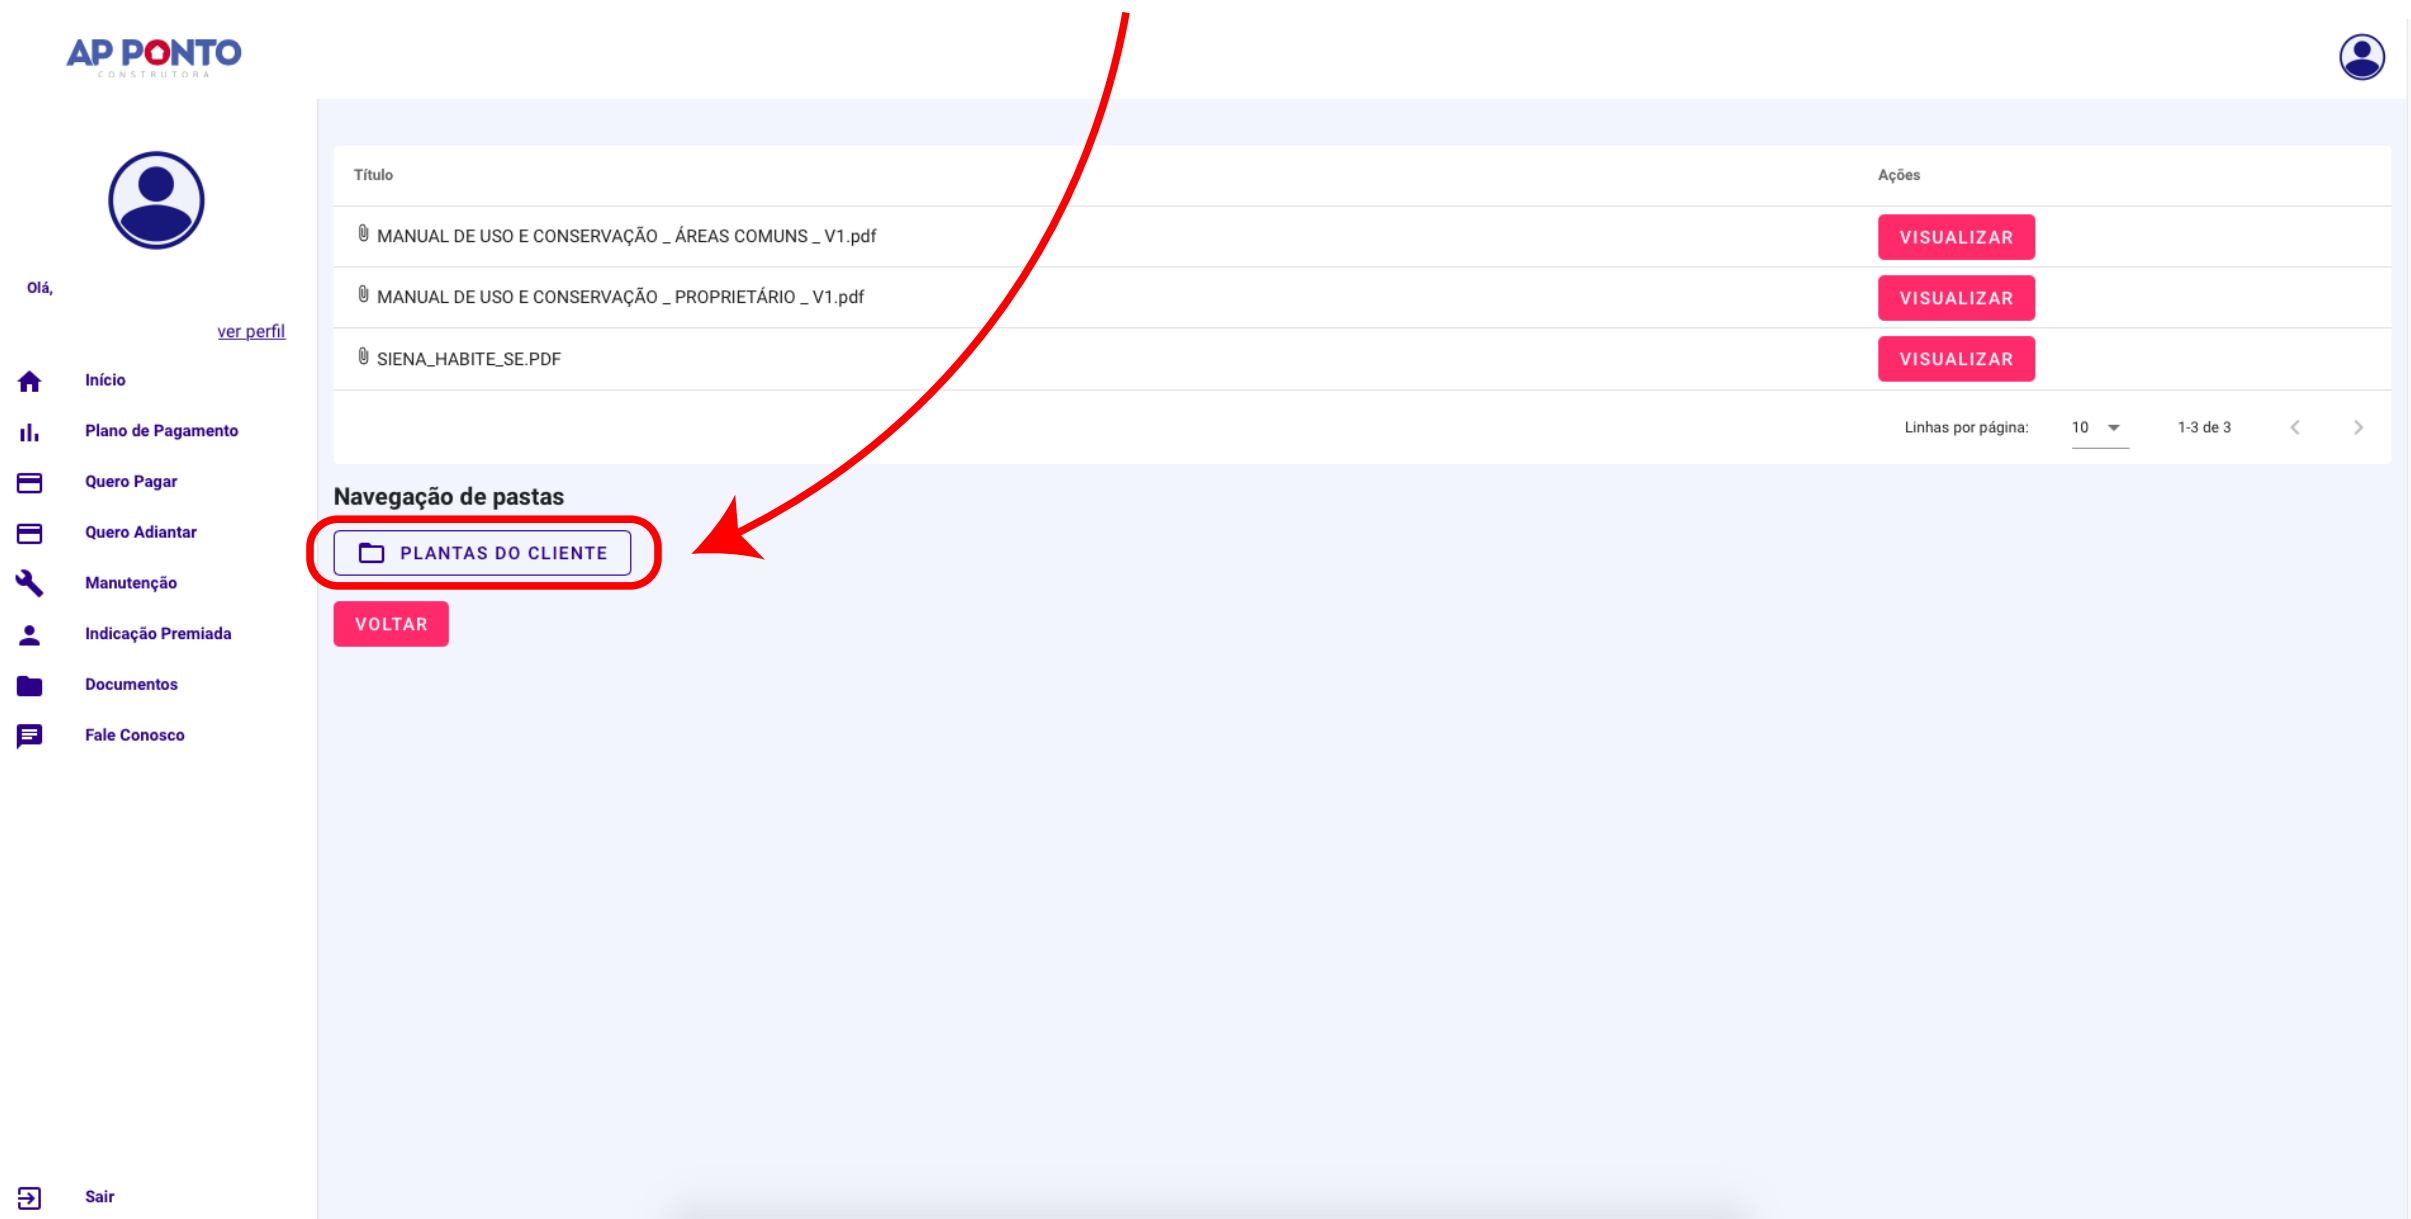 AP PONTO
CONSTRUTORA
Olá,
ver perfil
Início
Plano de Pagamento
Quero Pagar
Quero Adiantar
Manutenção
Indicação Premiada
Documentos
Fale Conosco
Sair
Título Ações
MANUAL DE USO E CONSERVAÇÃO _ ÁREAS COMUNS _ V1.pdf VISUALIZAR
MANUAL DE USO E CONSERVAÇÃO _ PROPRIETÁRIO _ V1.pdf VISUALIZAR
SIENA_HABITE_SE.PDF VISUALIZAR
Linhas por página: 10 1-3 de 3
Navegação de pastas
PLANTAS DO CLIENTE
VOLTAR